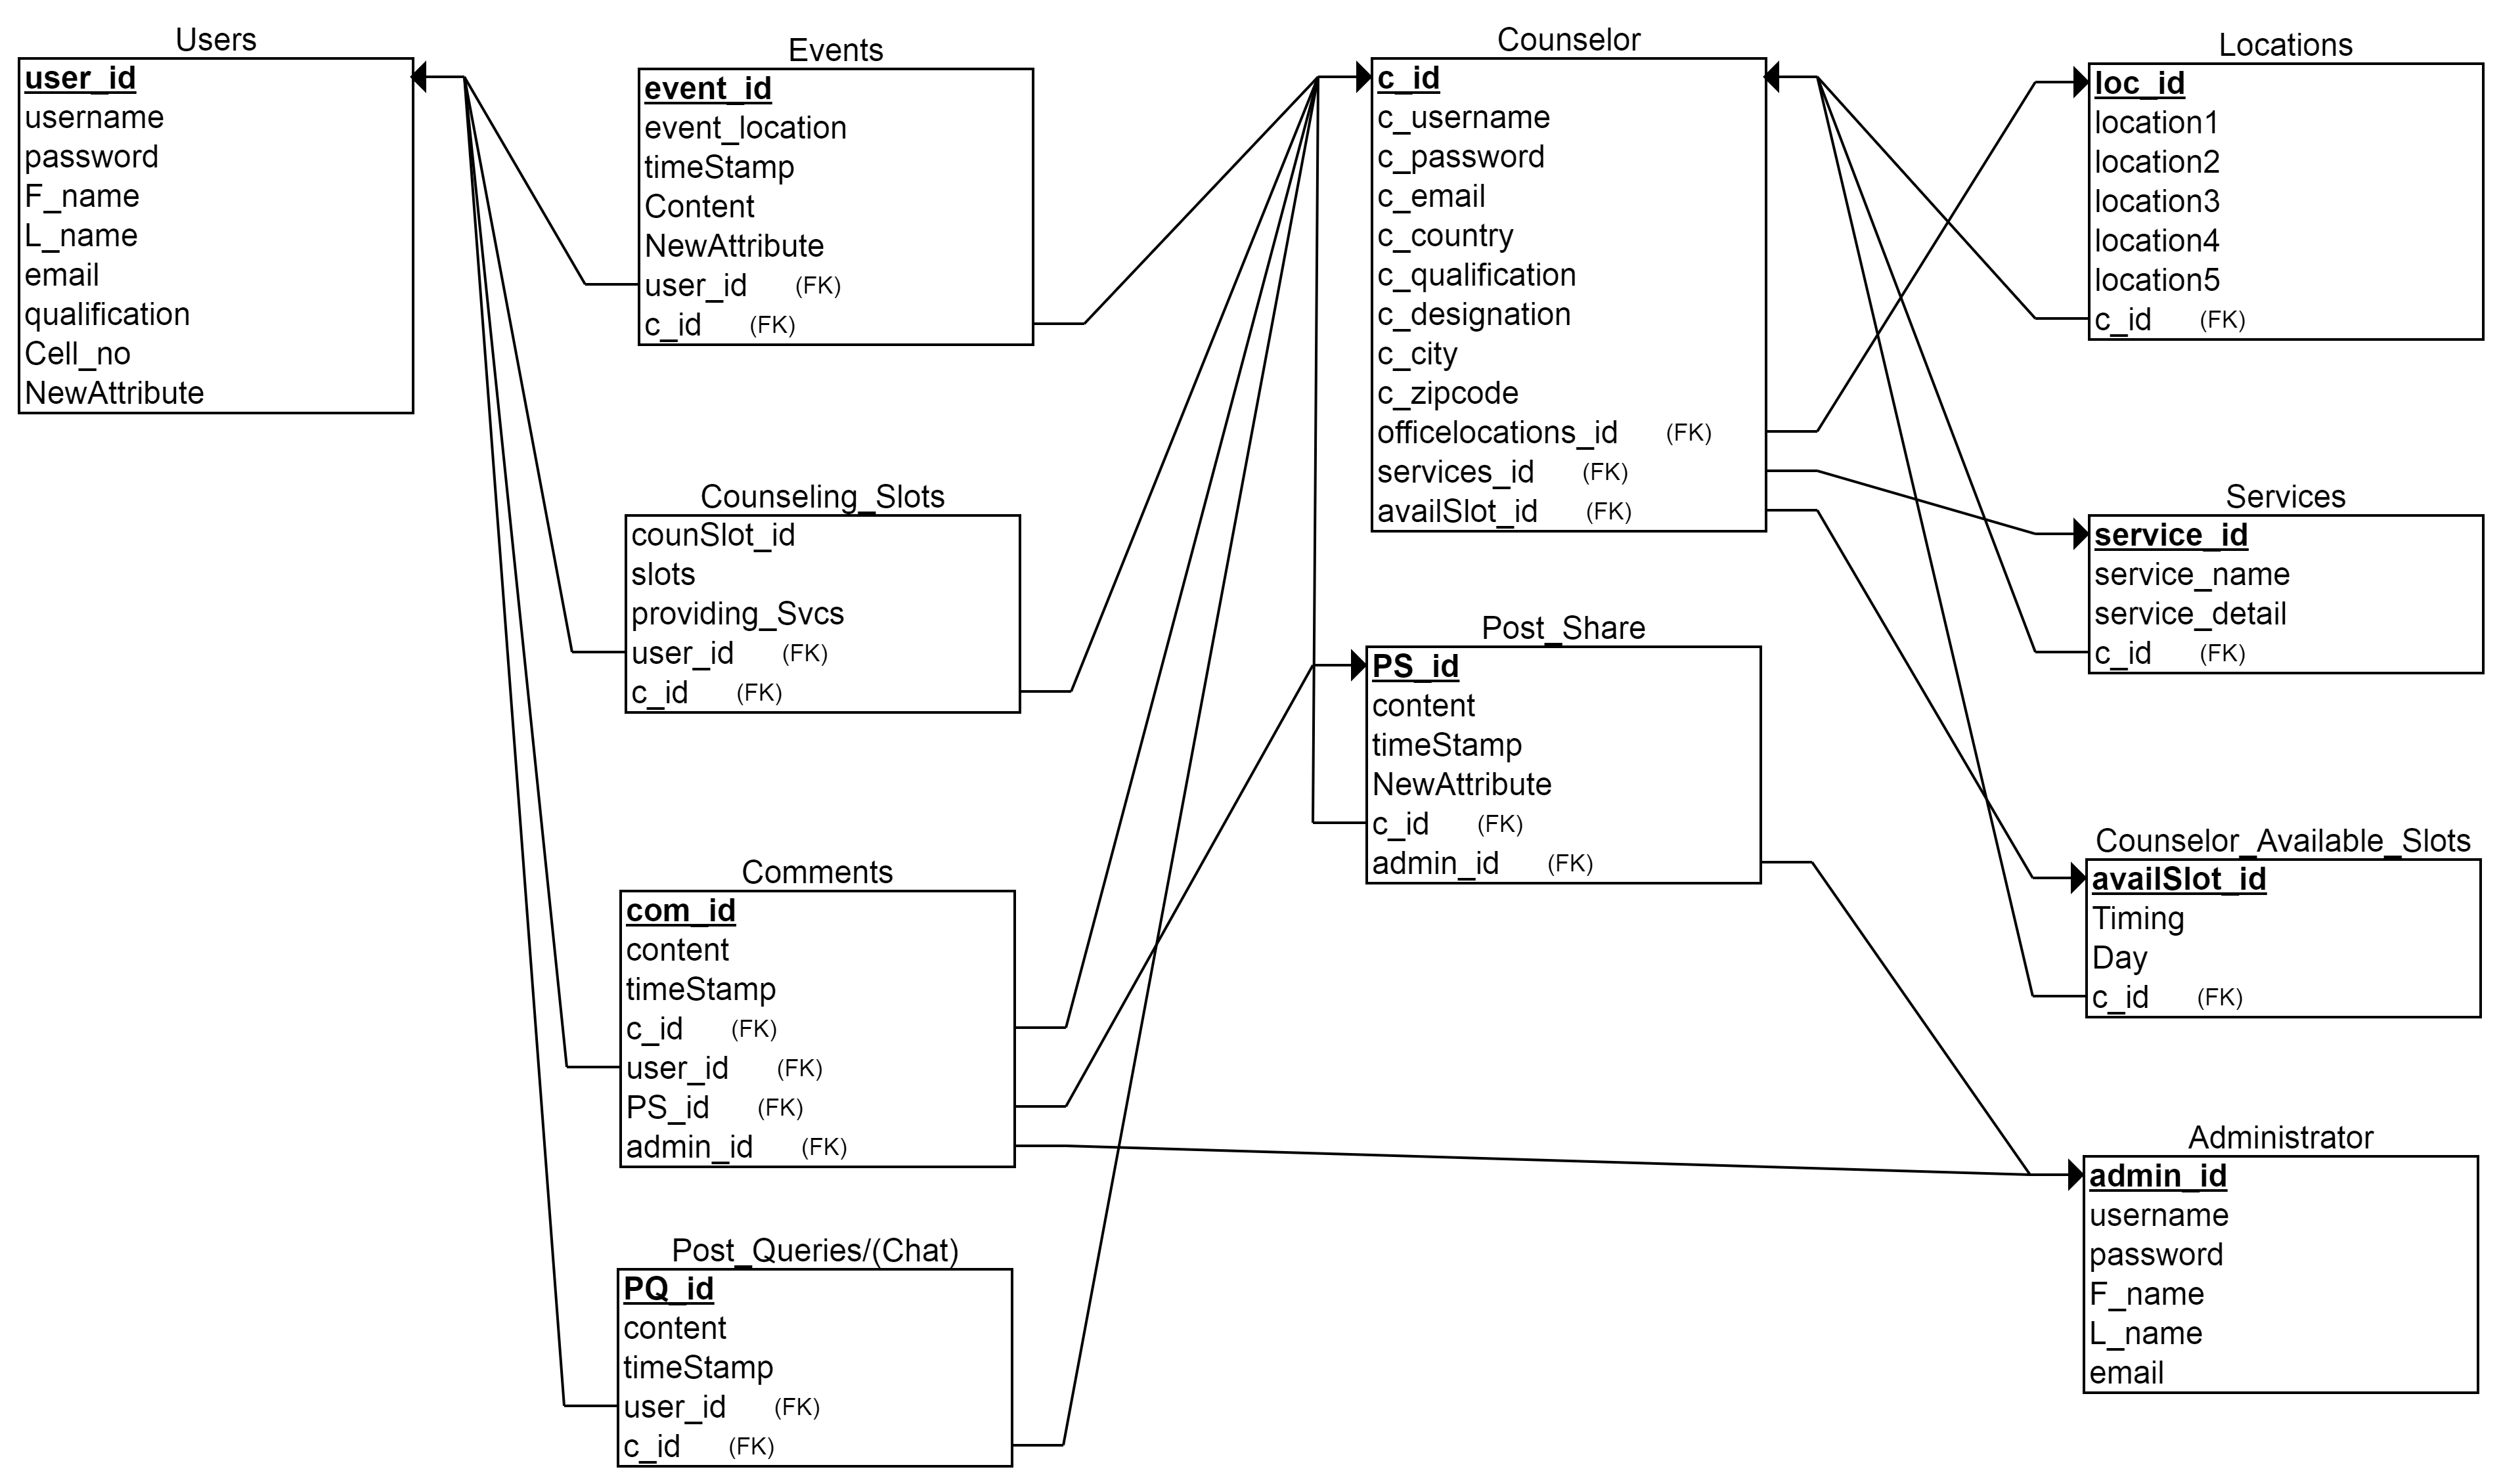 Users
user_id
username
password
F_name
L_name
email
qualification
Cell_no
NewAttribute
Events
event_id
event_location
timeStamp
Content
NewAttribute
user_id (FK)
c_id (FK)
Counseling_Slots
counSlot_id
slots
providing_Svcs
user_id (FK)
c_id (FK)
Comments
com_id
content
timeStamp
c_id (FK)
user_id (FK)
PS_id (FK)
admin_id (FK)
Post_Queries/(Chat)
PQ_id
content
timeStamp
user_id (FK)
c_id (FK)
Counselor
c_id
c_username
c_password
c_email
c_country
c_qualification
c_designation
c_city
c_zipcode
officelocations_id (FK)
services_id (FK)
availSlot_id (FK)
Post_Share
PS_id
content
timeStamp
NewAttribute
c_id (FK)
admin_id (FK)
Locations
loc_id
location1
location2
location3
location4
location5
c_id (FK)
Services
service_id
service_name
service_detail
c_id (FK)
Counselor_Available_Slots
availSlot_id
Timing
Day
c_id (FK)
Administrator
admin_id
username
password
F_name
L_name
email